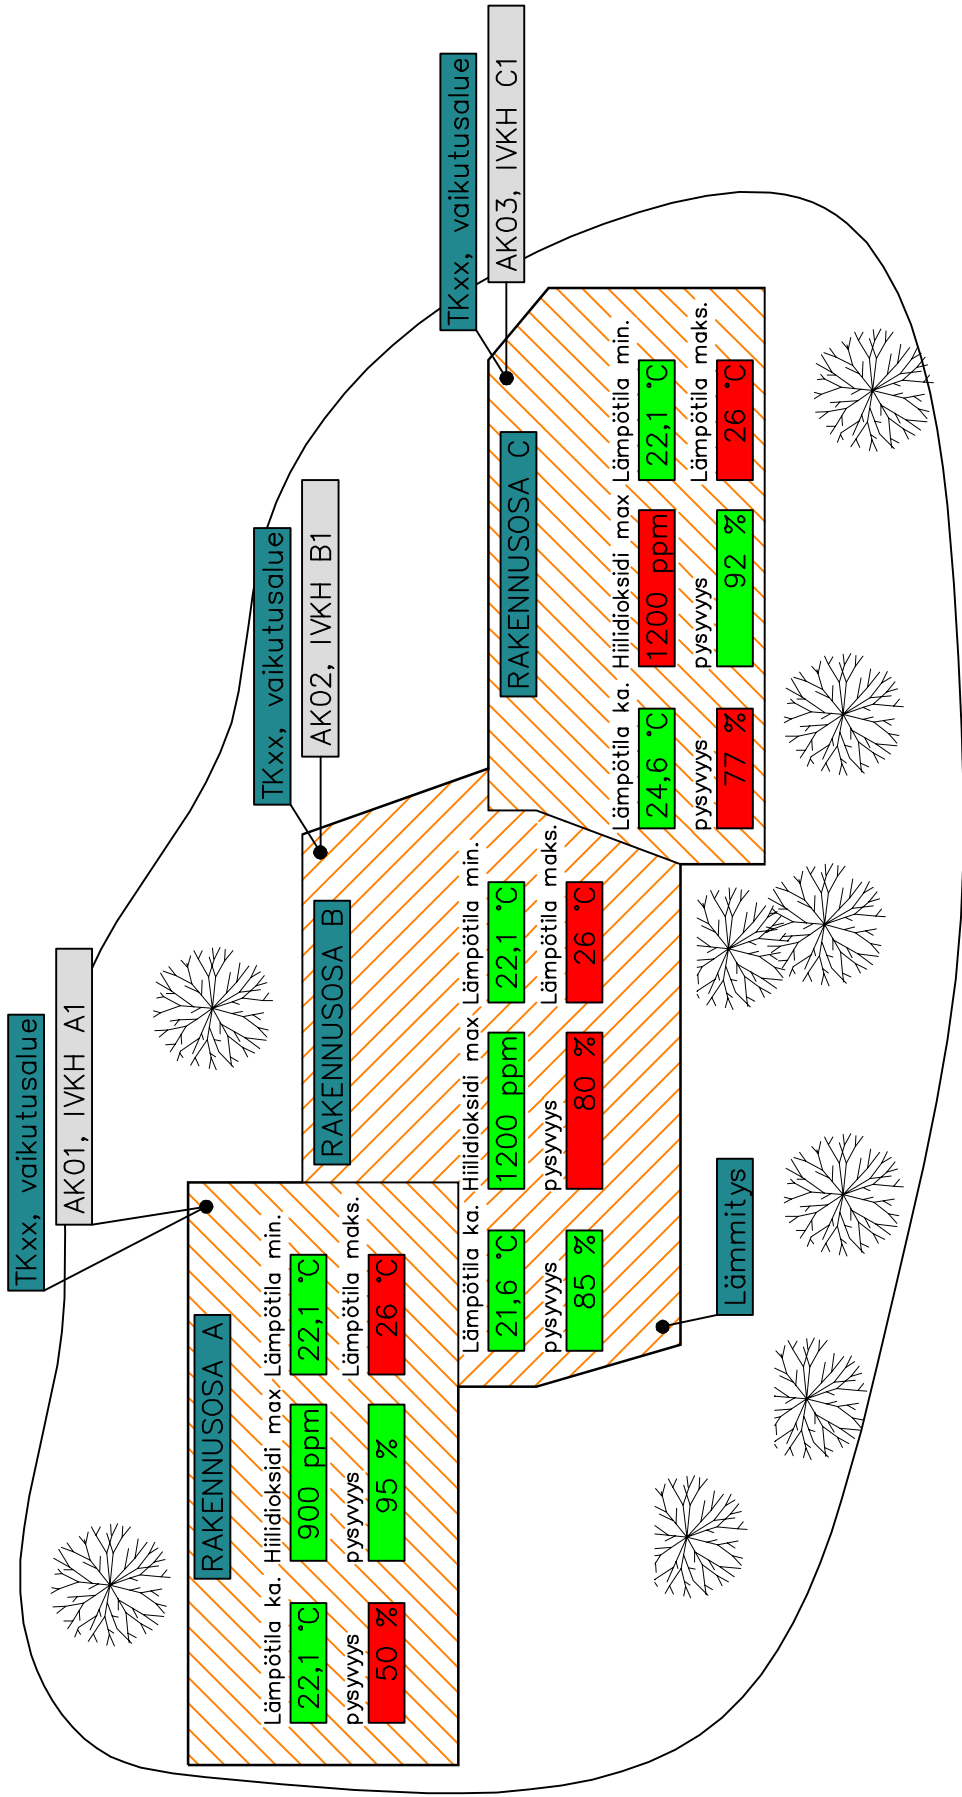 TKxx, vaikutusalue
AK01, IVKH A1
RAKENNUSOSA A
Lämpötila ka. Hiilidioksidi max Lämpötila min.
22,1 °C 900 ppm 22,1 °C
pysyvyys pysyvyys Lämpötila maks.
50 % 95 % 26 °C
TKxx, vaikutusalue
AK02, IVKH B1
RAKENNUSOSA B
Lämpötila ka. Hiilidioksidi max Lämpötila min.
21,6 °C 1200 ppm 22,1 °C
pysyvyys pysyvyys Lämpötila maks.
85 % 80 % 26 °C
Lämmitys
TKxx, vaikutusalue
AK03, IVKH C1
RAKENNUSOSA C
Lämpötila ka. Hiilidioksidi max Lämpötila min.
24,6 °C 1200 ppm 22,1 °C
pysyvyys pysyvyys Lämpötila maks.
77 % 92 % 26 °C